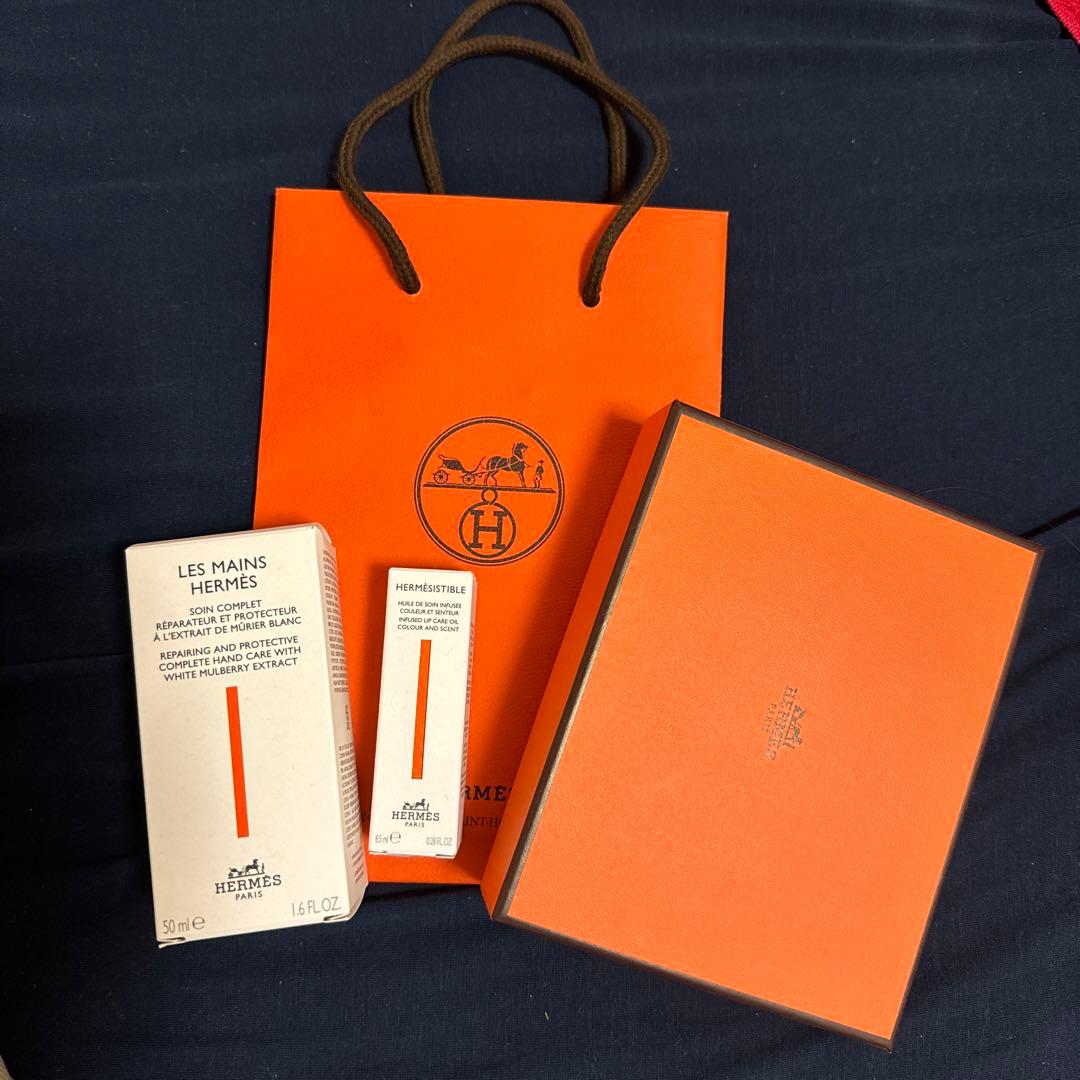 H
LES MAINS
HERMÈS
SOIN COMPLET
RÉPARATEUR ET PROTECTEUR
À L'EXTRAIT DE MÛRIER BLANC
REPAIRING AND PROTECTIVE
COMPLETE HAND CARE WITH
WHITE MULBERRY EXTRACT
HERMÈS
PARIS
50 ml e
1.6 FL.OZ
HERMÈSISTIBLE
HUILE DE SOIN INFUSÉE
COULEUR ET SENTEUR
INFUSED LIP CARE OIL
COLOUR AND SCENT
HERMÈS
PARIS
8.5 ml e
0.28 FL.OZ.
RMÈS
INT-H
HERMÈS
PARIS